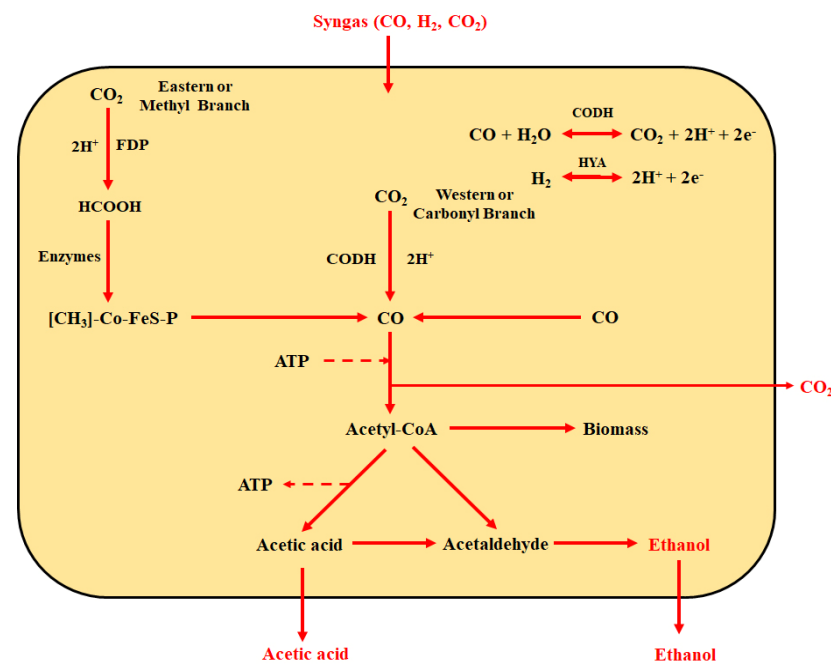 Syngas (CO, H₂, CO₂)
CO₂
Eastern or
Methyl Branch
2H⁺
FDP
HCOOH
Enzymes
[CH₃]-Co-FeS-P
CODH
CO + H₂O
CO₂ + 2H⁺ + 2e⁻
HYA
H₂
2H⁺ + 2e⁻
CO₂
Western or
Carbonyl Branch
CODH
2H⁺
CO
CO
ATP
CO₂
Acetyl-CoA
Biomass
ATP
Acetic acid
Acetaldehyde
Ethanol
Acetic acid
Ethanol